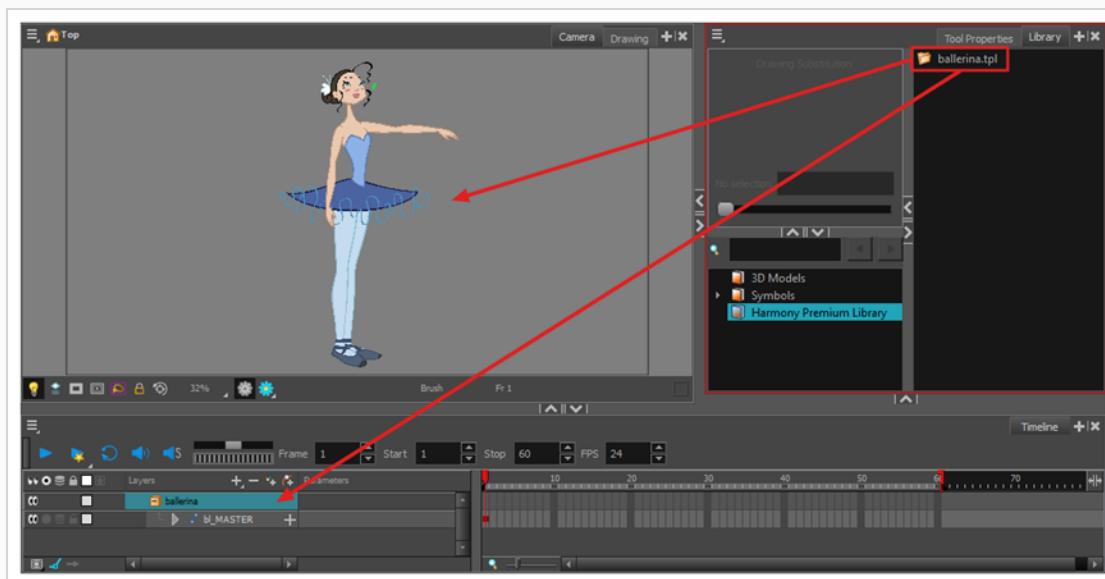 Top
Camera
Drawing
Tool Properties
Library
Drawing Substitution
ballerina.tpl
No selection
3D Models
Symbols
Harmony Premium Library
32%
Brush
Fr 1
Timeline
Frame 1 Start 1 Stop 60 FPS 24
Layers
Parameters
10 20 30 40 50 60 70
ballerina
bl_MASTER